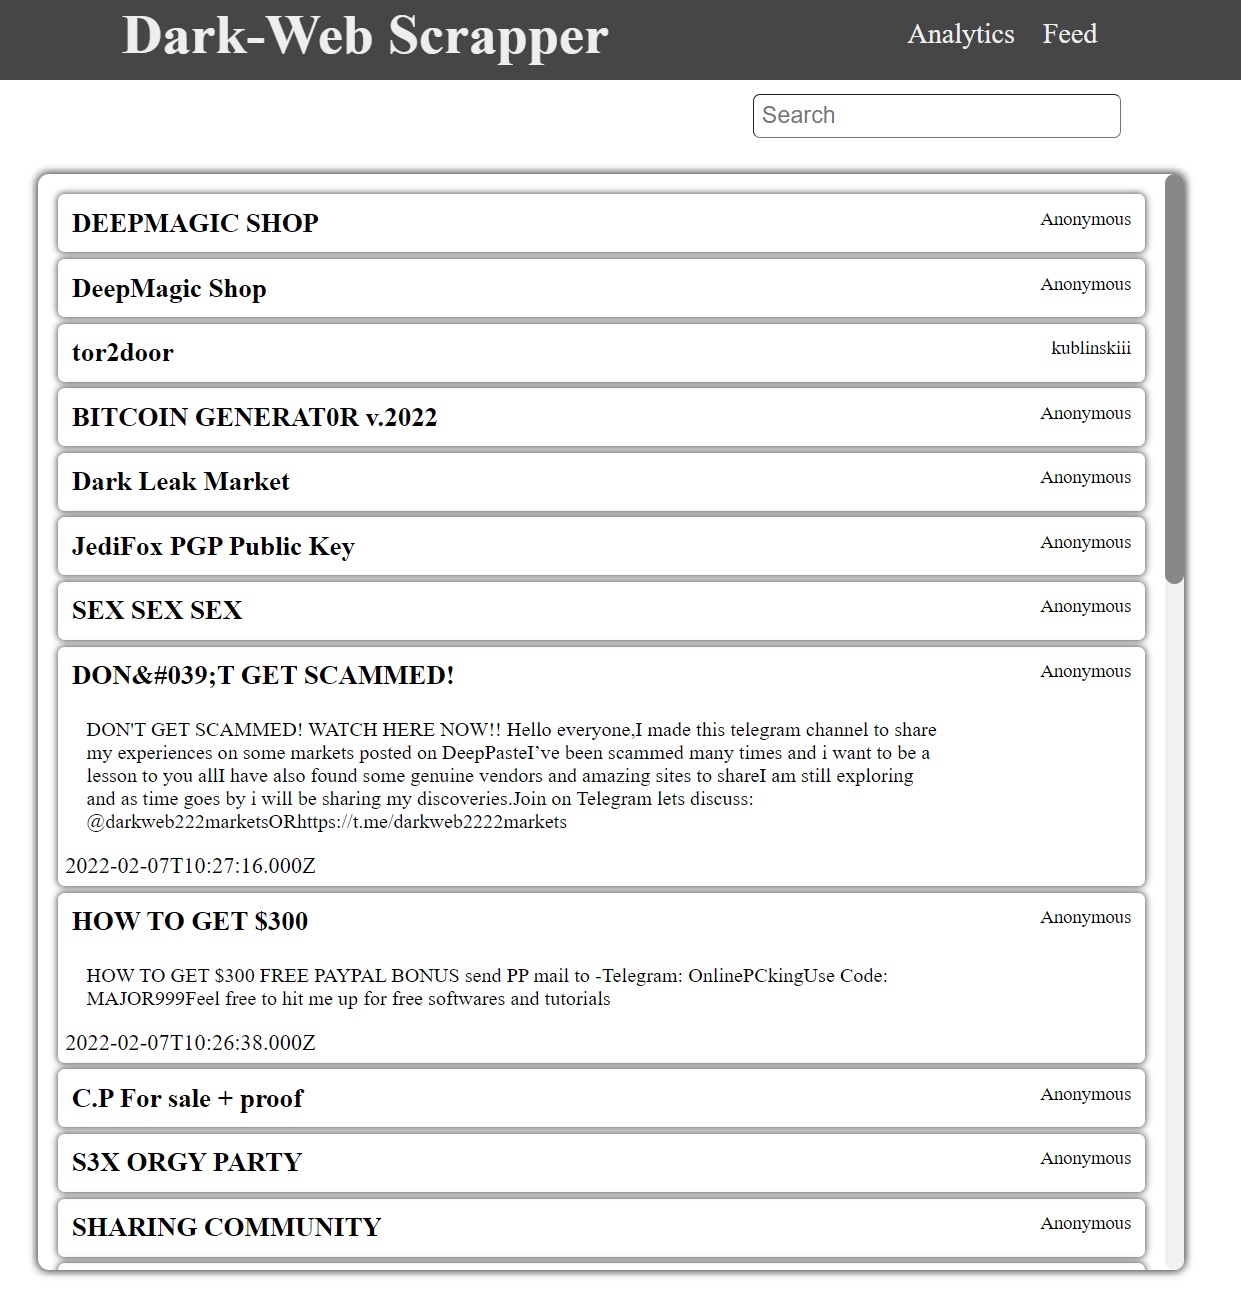 Dark-Web Scrapper
Analytics Feed
Search
DEEPMAGIC SHOP
Anonymous
DeepMagic Shop
Anonymous
tor2door
kublinskiii
BITCOIN GENERAT0R v.2022
Anonymous
Dark Leak Market
Anonymous
JediFox PGP Public Key
Anonymous
SEX SEX SEX
Anonymous
DON&#039;T GET SCAMMED!
Anonymous
DON'T GET SCAMMED! WATCH HERE NOW!! Hello everyone,I made this telegram channel to share
my experiences on some markets posted on DeepPasteI’ve been scammed many times and i want to be a
lesson to you allI have also found some genuine vendors and amazing sites to shareI am still exploring
and as time goes by i will be sharing my discoveries.Join on Telegram lets discuss:
@darkweb222marketsORhttps://t.me/darkweb2222markets
2022-02-07T10:27:16.000Z
HOW TO GET $300
Anonymous
HOW TO GET $300 FREE PAYPAL BONUS send PP mail to -Telegram: OnlinePCkingUse Code:
MAJOR999Feel free to hit me up for free softwares and tutorials
2022-02-07T10:26:38.000Z
C.P For sale + proof
Anonymous
S3X ORGY PARTY
Anonymous
SHARING COMMUNITY
Anonymous